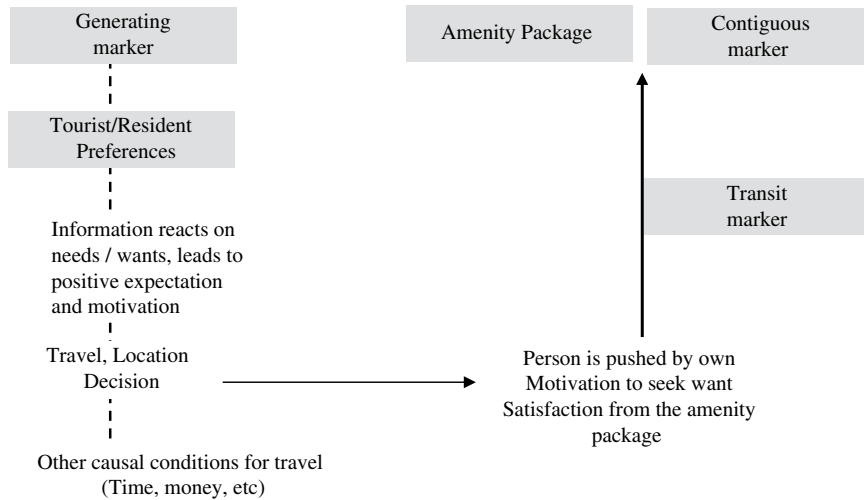 Generating
marker
Amenity Package
Contiguous
marker
Tourist/Resident
Preferences
Transit
marker
Information reacts on
needs / wants, leads to
positive expectation
and motivation
Travel, Location
Decision
Person is pushed by own
Motivation to seek want
Satisfaction from the amenity
package
Other causal conditions for travel
(Time, money, etc)